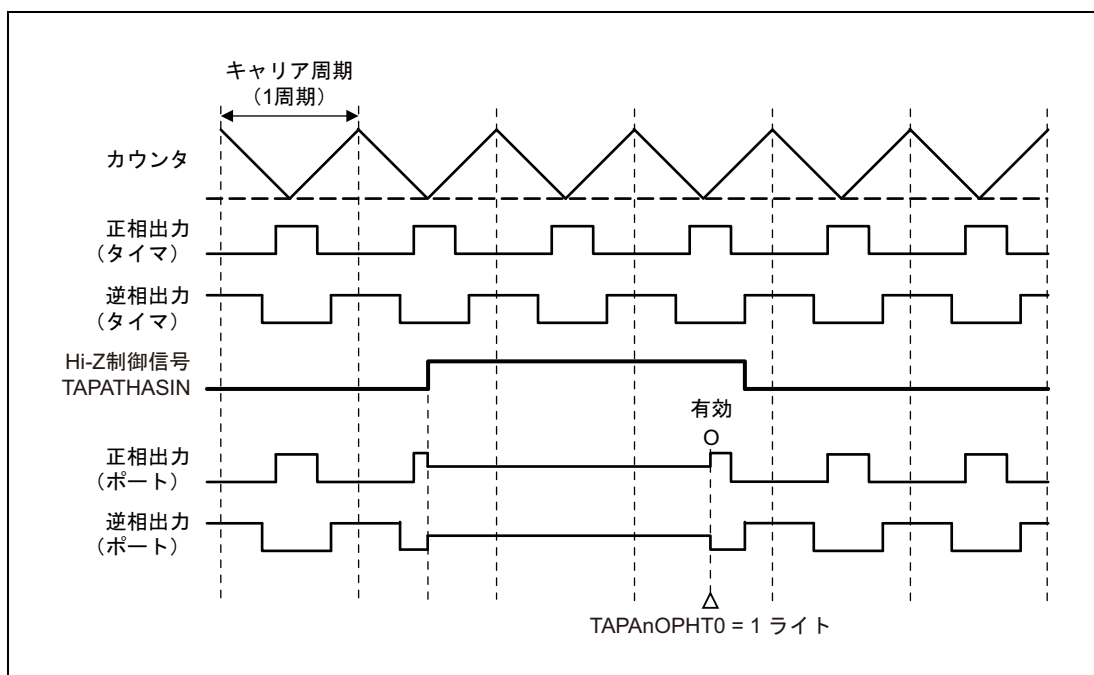 キャリア周期
（1周期）
カウンタ
正相出力
（タイマ）
逆相出力
（タイマ）
Hi-Z制御信号
TAPATHASIN
有効
正相出力
（ポート）
逆相出力
（ポート）
TAPAnOPHT0 = 1 ライト